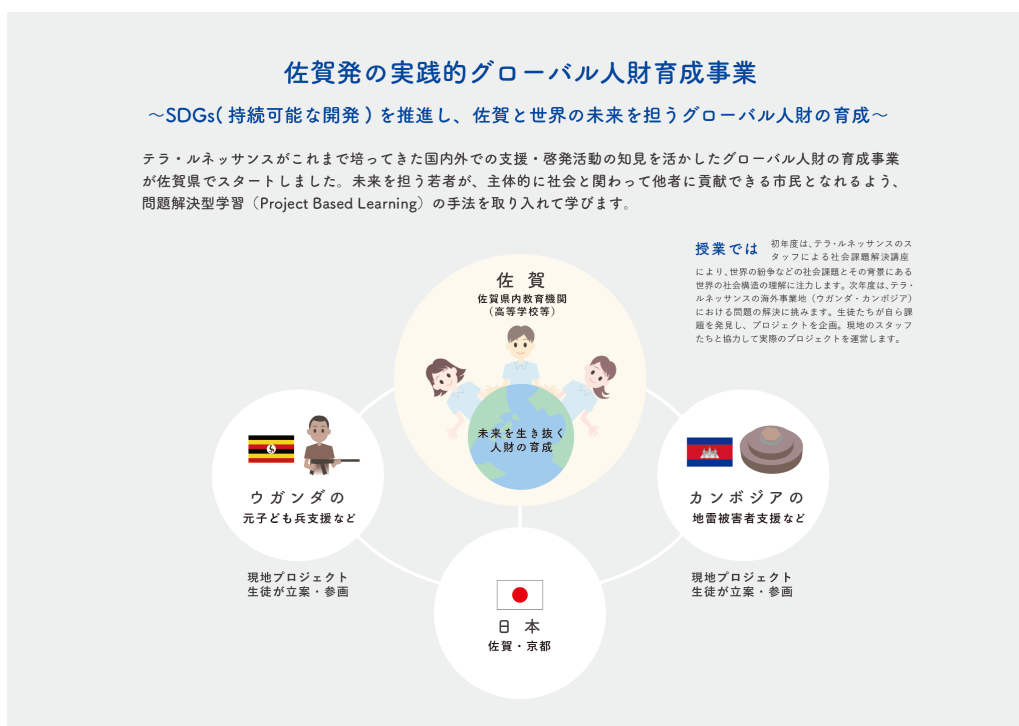 佐賀発の実践的グローバル人財育成事業
〜SDGs(持続可能な開発)を推進し、佐賀と世界の未来を担うグローバル人財の育成〜
テラ・ルネッサンスがこれまで培ってきた国内外での支援・啓発活動の知見を活かしたグローバル人財の育成事業
が佐賀県でスタートしました。未来を担う若者が、主体的に社会と関わって他者に貢献できる市民となれるよう、
問題解決型学習（Project Based Learning）の手法を取り入れて学びます。
授業では 初年度は、テラ・ルネッサンスのス
タッフによる社会課題解決講座
により、世界の紛争などの社会課題とその背景にある
世界の社会構造の理解に注力します。次年度は、テラ・
ルネッサンスの海外事業地（ウガンダ・カンボジア）
における問題の解決に挑みます。生徒たちが自ら課
題を発見し、プロジェクトを企画。現地のスタッフ
たちと協力して実際のプロジェクトを運営します。
佐 賀
佐賀県内教育機関
（高等学校等）
未来を生き抜く
人財の育成
ウガンダの
元子ども兵支援など
現地プロジェクト
生徒が立案・参画
カンボジアの
地雷被害者支援など
現地プロジェクト
生徒が立案・参画
日 本
佐賀・京都